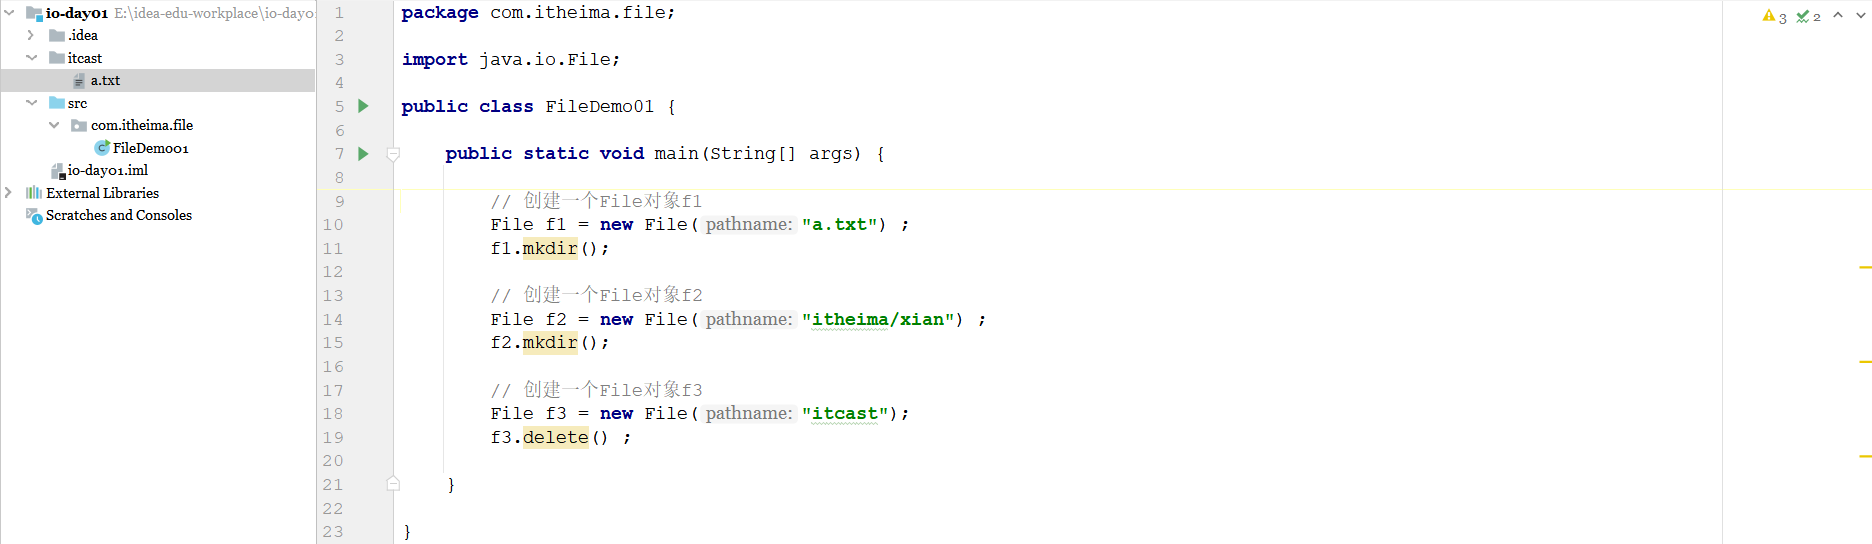 io-day01 E:\idea-edu-workplace\io-day01
.idea
itcast
a.txt
src
com.itheima.file
FileDemo01
io-day01.iml
External Libraries
Scratches and Consoles
1 package com.itheima.file;
2
3 import java.io.File;
4
5 public class FileDemo01 {
6
7 public static void main(String[] args) {
8
9 // 创建一个File对象f1
10 File f1 = new File( pathname: "a.txt") ;
11 f1.mkdir();
12
13 // 创建一个File对象f2
14 File f2 = new File( pathname: "itheima/xian") ;
15 f2.mkdir();
16
17 // 创建一个File对象f3
18 File f3 = new File( pathname: "itcast");
19 f3.delete() ;
20
21 }
22
23 }
3 2